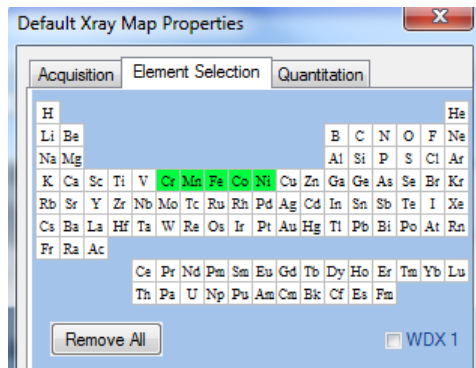 Default Xray Map Properties
X
Acquisition Element Selection Quantitation
H He
Li Be B C N O F Ne
Na Mg Al Si P S Cl Ar
K Ca Sc Ti V Cr Mn Fe Co Ni Cu Zn Ga Ge As Se Br Kr
Rb Sr Y Zr Nb Mo Tc Ru Rh Pd Ag Cd In Sn Sb Te I Xe
Cs Ba La Hf Ta W Re Os Ir Pt Au Hg Tl Pb Bi Po At Rn
Fr Ra Ac
Ce Pr Nd Pm Sm Eu Gd Tb Dy Ho Er Tm Yb Lu
Th Pa U Np Pu Am Cm Bk Cf Es Fm
Remove All WDX 1